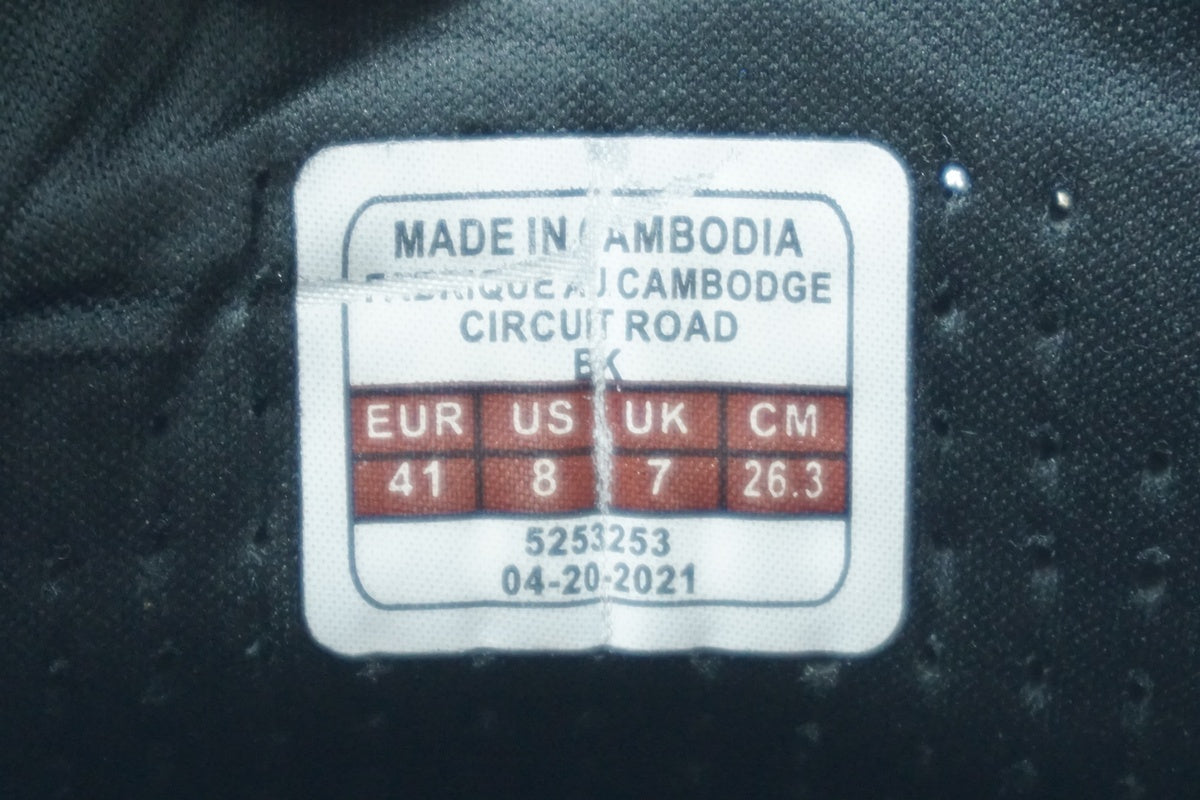 MADE IN CAMBODIA
FABRIQUE AU CAMBODGE
CIRCUIT ROAD
BK
EUR US UK CM
41 8 7 26.3
5253253
04-20-2021